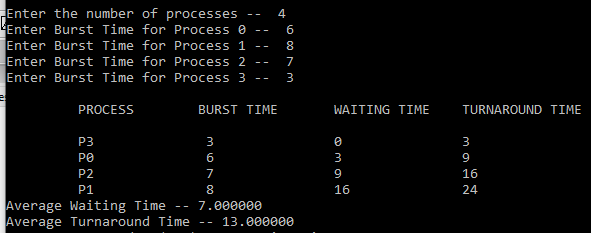 Enter the number of processes -- 4
Enter Burst Time for Process 0 -- 6
Enter Burst Time for Process 1 -- 8
Enter Burst Time for Process 2 -- 7
Enter Burst Time for Process 3 -- 3
PROCESS BURST TIME WAITING TIME TURNAROUND TIME
P3 3 0 3
P0 6 3 9
P2 7 9 16
P1 8 16 24
Average Waiting Time -- 7.000000
Average Turnaround Time -- 13.000000